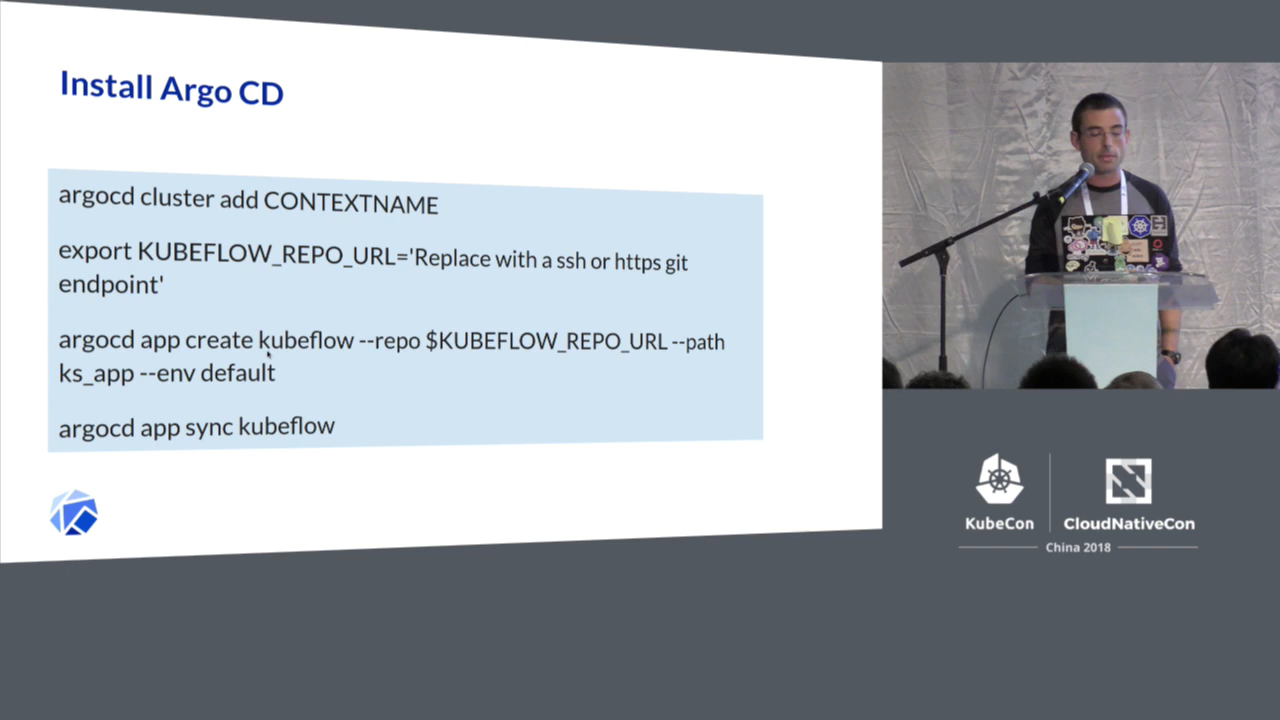 Install Argo CD
argocd cluster add CONTEXTNAME
export KUBEFLOW_REPO_URL='Replace with a ssh or https git
endpoint'
argocd app create kubeflow --repo $KUBEFLOW_REPO_URL --path
ks_app --env default
argocd app sync kubeflow
KubeCon
CloudNativeCon
China 2018